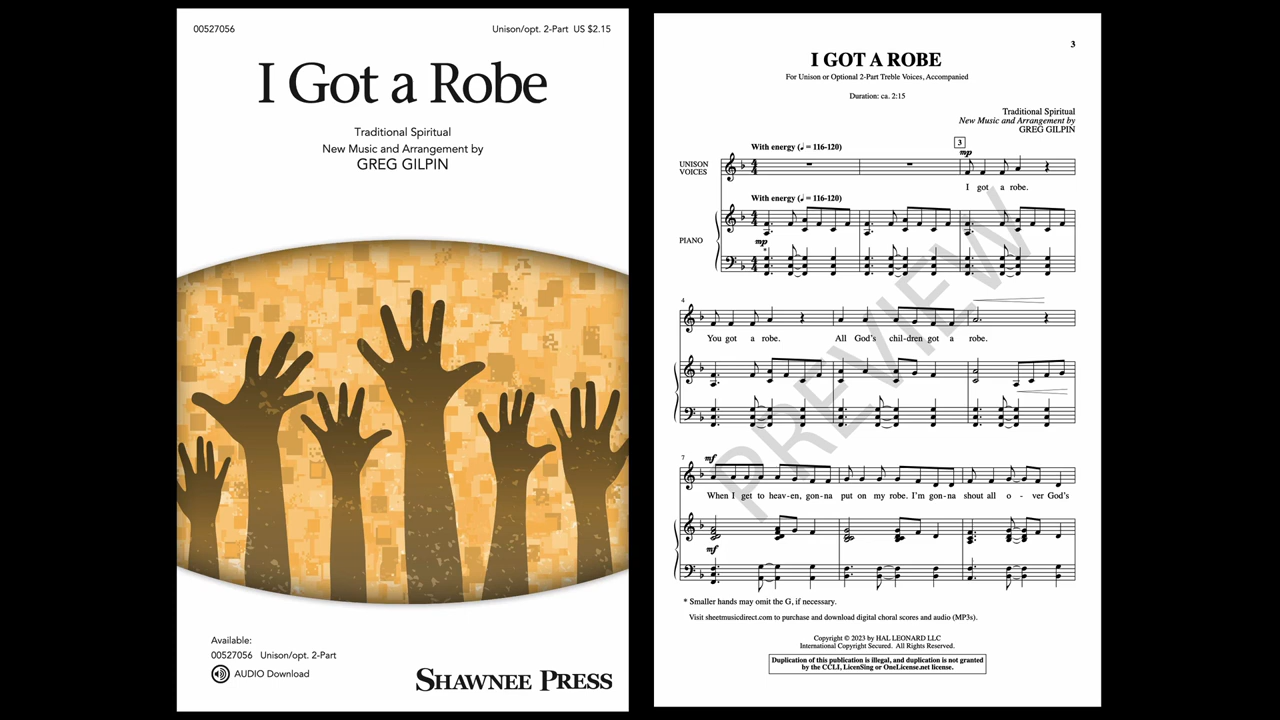 00527056
Unison/opt. 2-Part US $2.15
I Got a Robe
Traditional Spiritual
New Music and Arrangement by
GREG GILPIN
Available:
00527056 Unison/opt. 2-Part
AUDIO Download
SHAWNEE PRESS
3
I GOT A ROBE
For Unison or Optional 2-Part Treble Voices, Accompanied
Duration: ca. 2:15
Traditional Spiritual
New Music and Arrangement by
GREG GILPIN
With energy (♩ = 116-120)
3
mp
UNISON
VOICES
I got a robe.
With energy (♩ = 116-120)
PIANO
mp
*
4
You got a robe. All God's chil-dren got a robe.
7
mf
When I get to heav-en, gon-na put on my robe. I'm gon-na shout all o - ver God's
mf
* Smaller hands may omit the G, if necessary.
Visit sheetmusicdirect.com to purchase and download digital choral scores and audio (MP3s).
Copyright © 2023 by HAL LEONARD LLC
International Copyright Secured. All Rights Reserved.
Duplication of this publication is illegal, and duplication is not granted
by the CCLI, LicenSing or OneLicense.net license.
PREVIEW